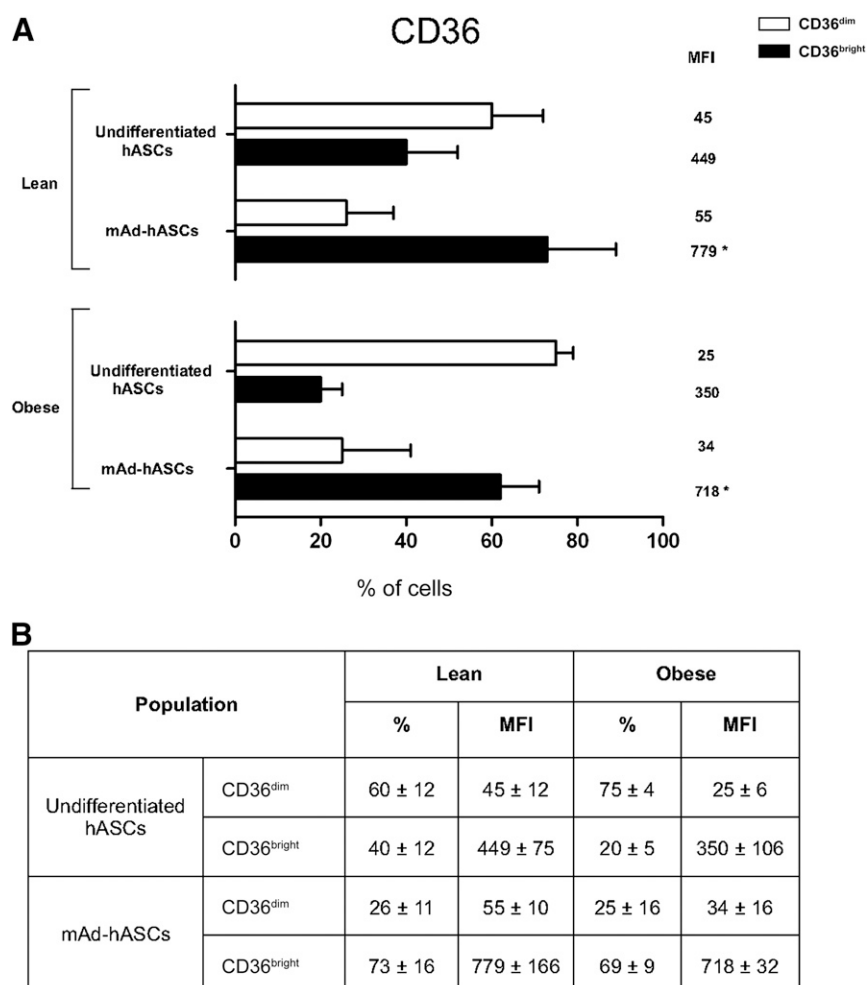 A
CD36
CD36dim
CD36bright
MFI
Lean
Undifferentiated
hASCs
45
449
mAd-hASCs
55
779 *
Obese
Undifferentiated
hASCs
25
350
mAd-hASCs
34
718 *
0 20 40 60 80 100
% of cells
B
Population Lean Obese
% MFI % MFI
Undifferentiated
hASCs
CD36dim 60 ± 12 45 ± 12 75 ± 4 25 ± 6
CD36bright 40 ± 12 449 ± 75 20 ± 5 350 ± 106
mAd-hASCs
CD36dim 26 ± 11 55 ± 10 25 ± 16 34 ± 16
CD36bright 73 ± 16 779 ± 166 69 ± 9 718 ± 32